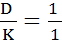 D/K = 1/1